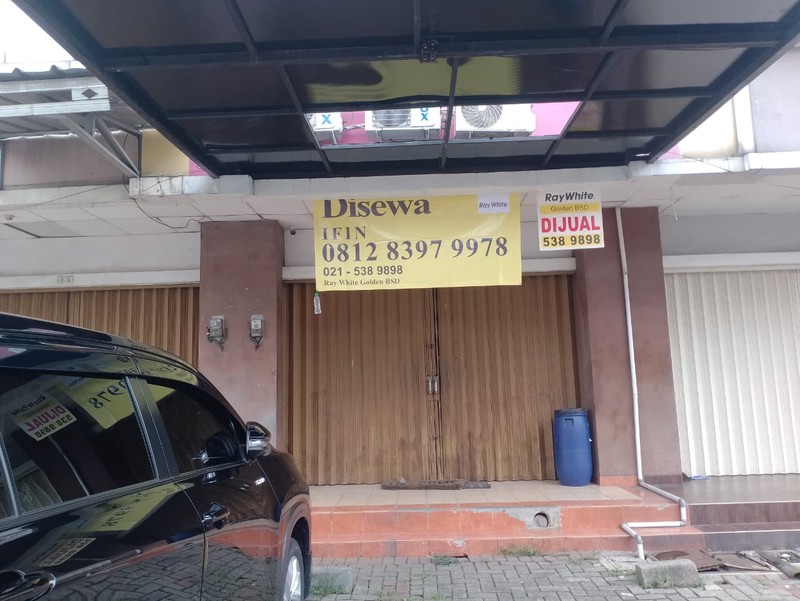 Disewa
Ray White
IFIN
0812 8397 9978
021 - 538 9898
Ray White Golden BSD
RayWhite
Golden BSD
DIJUAL
538 9898